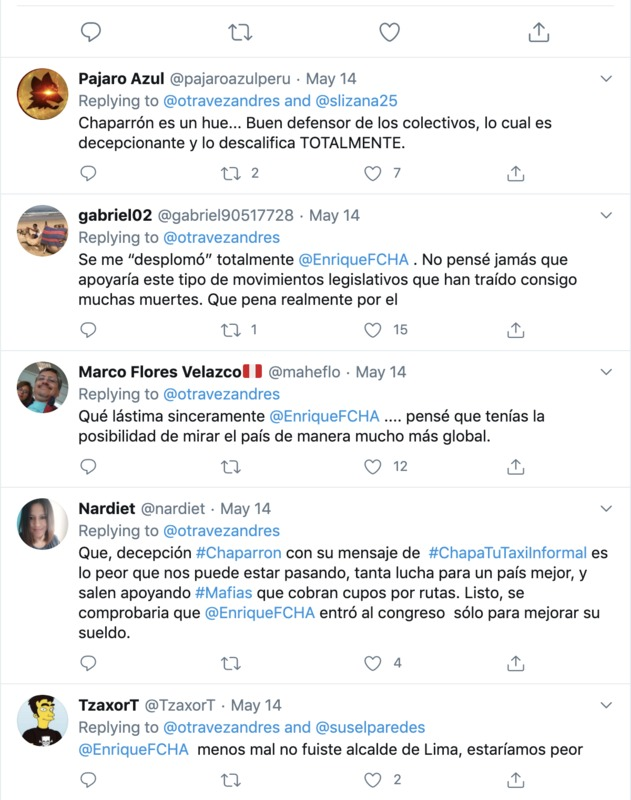 Pajaro Azul @pajaroazulperu · May 14
Replying to @otravezandres and @slizana25
Chaparrón es un hue... Buen defensor de los colectivos, lo cual es
decepcionante y lo descalifica TOTALMENTE.
2 7
gabriel02 @gabriel90517728 · May 14
Replying to @otravezandres
Se me “desplomó” totalmente @EnriqueFCHA . No pensé jamás que
apoyaría este tipo de movimientos legislativos que han traído consigo
muchas muertes. Que pena realmente por el
1 15
Marco Flores Velazco🇵🇪 @maheflo · May 14
Replying to @otravezandres
Qué lástima sinceramente @EnriqueFCHA .... pensé que tenías la
posibilidad de mirar el país de manera mucho más global.
12
Nardiet @nardiet · May 14
Replying to @otravezandres
Que, decepción #Chaparron con su mensaje de #ChapaTuTaxiInformal es
lo peor que nos puede estar pasando, tanta lucha para un país mejor, y
salen apoyando #Mafias que cobran cupos por rutas. Listo, se
comprobaria que @EnriqueFCHA entró al congreso sólo para mejorar su
sueldo.
4
TzaxorT @TzaxorT · May 14
Replying to @otravezandres and @suselparedes
@EnriqueFCHA menos mal no fuiste alcalde de Lima, estaríamos peor
2